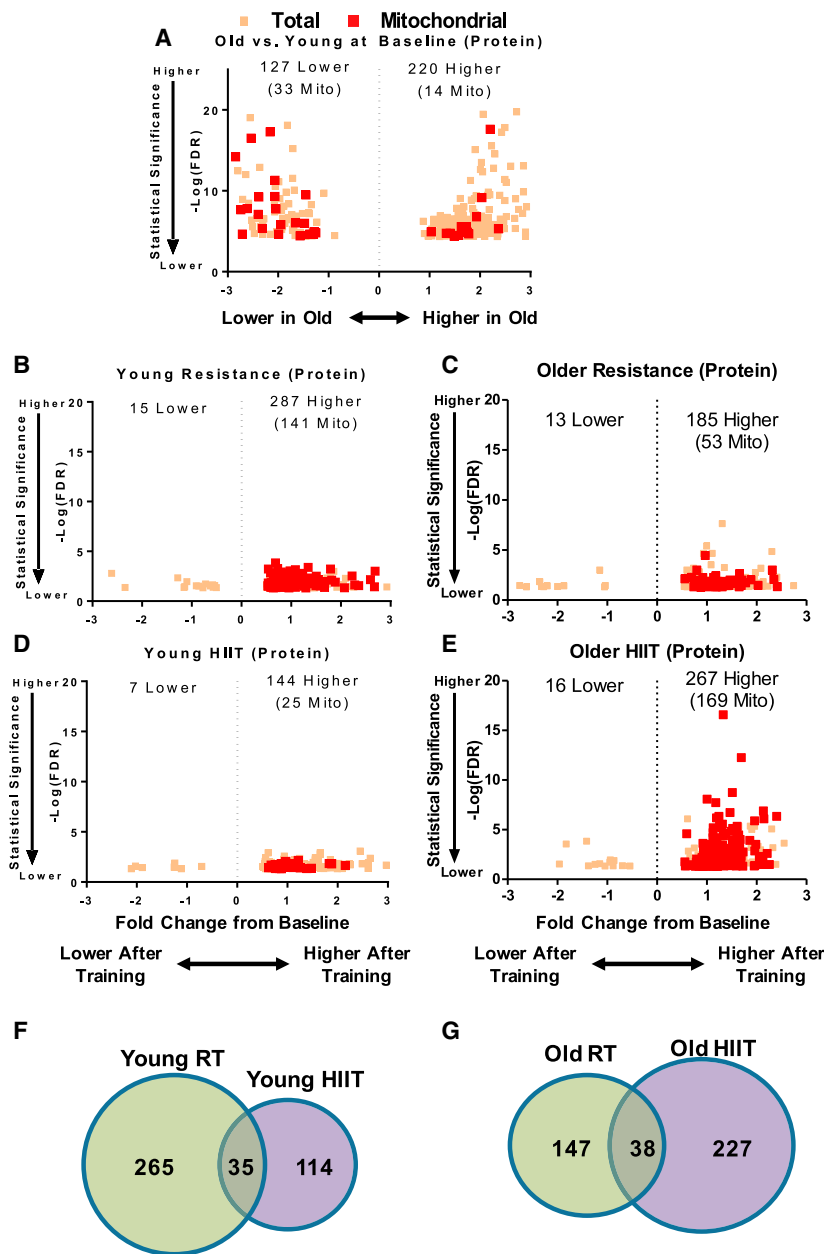 Total Mitochondrial
A Old vs. Young at Baseline (Protein)
Higher
Statistical Significance
Lower
-Log(FDR)
20
10
0
127 Lower
(33 Mito)
220 Higher
(14 Mito)
-3 -2 -1 0 1 2 3
Lower in Old Higher in Old
B Young Resistance (Protein)
Higher
Statistical Significance
Lower
-Log(FDR)
20
15
10
5
0
15 Lower
287 Higher
(141 Mito)
-3 -2 -1 0 1 2 3
C Older Resistance (Protein)
Higher
Statistical Significance
Lower
-Log(FDR)
20
15
10
5
0
13 Lower
185 Higher
(53 Mito)
-3 -2 -1 0 1 2 3
D Young HIIT (Protein)
Higher
Statistical Significance
Lower
-Log(FDR)
20
15
10
5
0
7 Lower
144 Higher
(25 Mito)
-3 -2 -1 0 1 2 3
Fold Change from Baseline
Lower After
Training
Higher After
Training
E Older HIIT (Protein)
Higher
Statistical Significance
Lower
-Log(FDR)
20
15
10
5
0
16 Lower
267 Higher
(169 Mito)
-3 -2 -1 0 1 2 3
Fold Change from Baseline
Lower After
Training
Higher After
Training
F
Young RT
Young HIIT
265 35 114
G
Old RT
Old HIIT
147 38 227